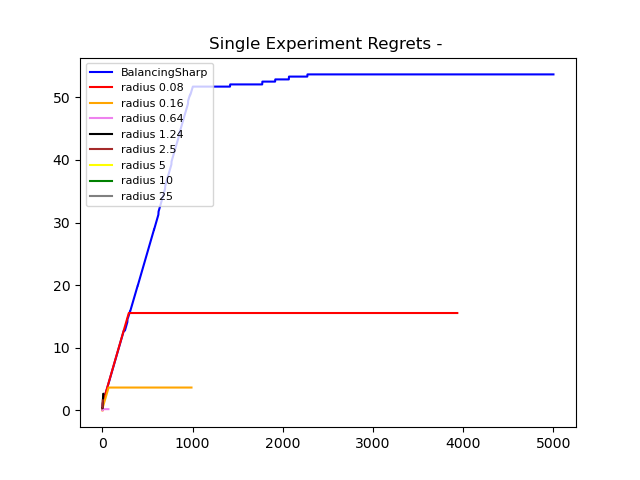 Single Experiment Regrets -
BalancingSharp
radius 0.08
radius 0.16
radius 0.64
radius 1.24
radius 2.5
radius 5
radius 10
radius 25
50
40
30
20
10
0
0 1000 2000 3000 4000 5000